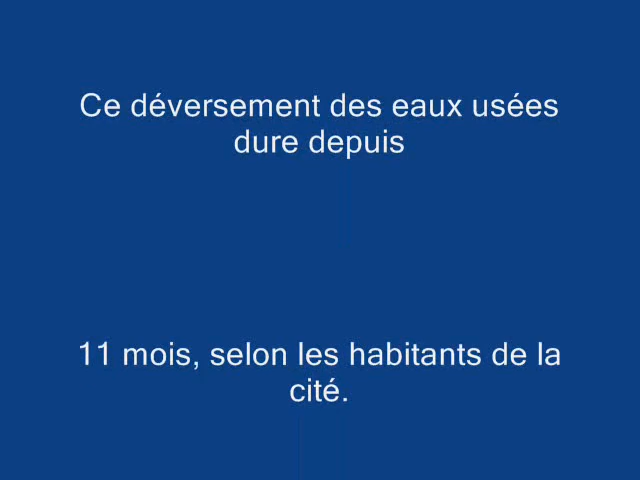 Ce déversement des eaux usées
dure depuis
11 mois, selon les habitants de la
cité.